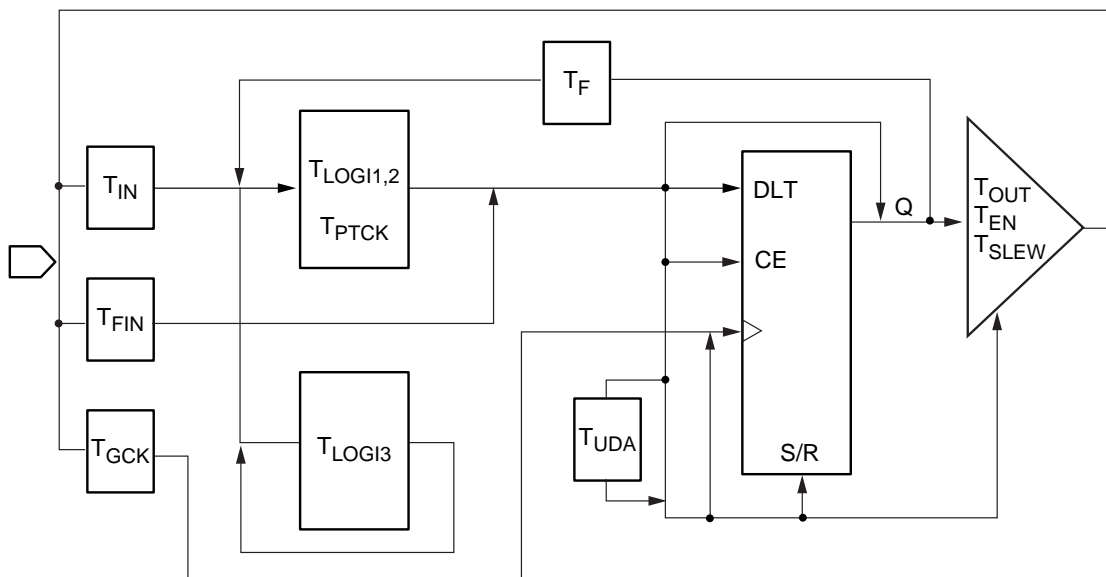 T_F
T_IN
T_LOGI1,2
T_PTCK
DLT
Q
T_OUT
T_EN
T_SLEW
CE
T_FIN
T_GCK
T_LOGI3
T_UDA
S/R